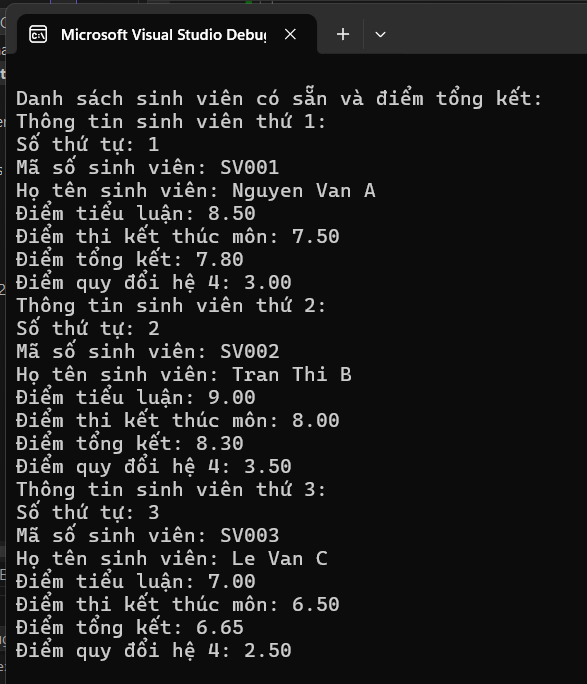 Microsoft Visual Studio Debug
Danh sách sinh viên có sẵn và điểm tổng kết:
Thông tin sinh viên thứ 1:
Số thứ tự: 1
Mã số sinh viên: SV001
Họ tên sinh viên: Nguyen Van A
Điểm tiểu luận: 8.50
Điểm thi kết thúc môn: 7.50
Điểm tổng kết: 7.80
Điểm quy đổi hệ 4: 3.00
Thông tin sinh viên thứ 2:
Số thứ tự: 2
Mã số sinh viên: SV002
Họ tên sinh viên: Tran Thi B
Điểm tiểu luận: 9.00
Điểm thi kết thúc môn: 8.00
Điểm tổng kết: 8.30
Điểm quy đổi hệ 4: 3.50
Thông tin sinh viên thứ 3:
Số thứ tự: 3
Mã số sinh viên: SV003
Họ tên sinh viên: Le Van C
Điểm tiểu luận: 7.00
Điểm thi kết thúc môn: 6.50
Điểm tổng kết: 6.65
Điểm quy đổi hệ 4: 2.50